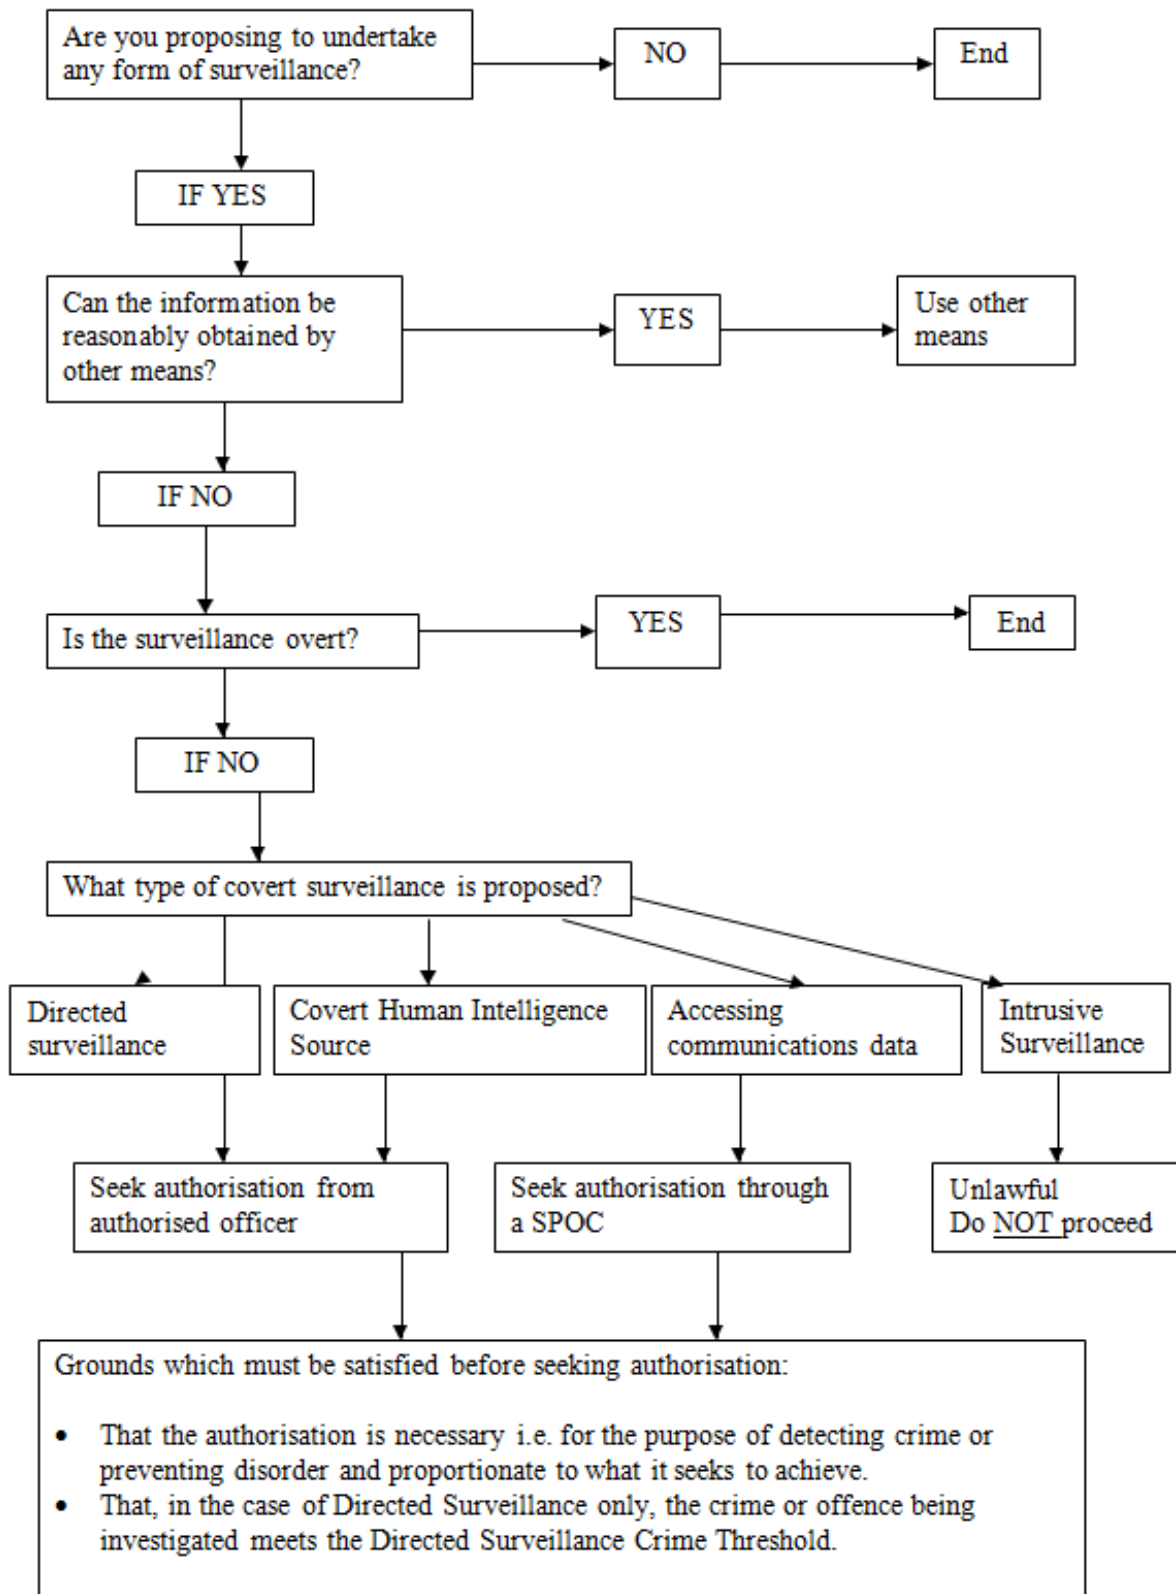 Are you proposing to undertake
any form of surveillance?
NO
End
IF YES
Can the information be
reasonably obtained by
other means?
YES
Use other
means
IF NO
Is the surveillance overt?
YES
End
IF NO
What type of covert surveillance is proposed?
Directed
surveillance
Covert Human Intelligence
Source
Accessing
communications data
Intrusive
Surveillance
Seek authorisation from
authorised officer
Seek authorisation through
a SPOC
Unlawful
Do NOT proceed
Grounds which must be satisfied before seeking authorisation:
• That the authorisation is necessary i.e. for the purpose of detecting crime or
preventing disorder and proportionate to what it seeks to achieve.
• That, in the case of Directed Surveillance only, the crime or offence being
investigated meets the Directed Surveillance Crime Threshold.